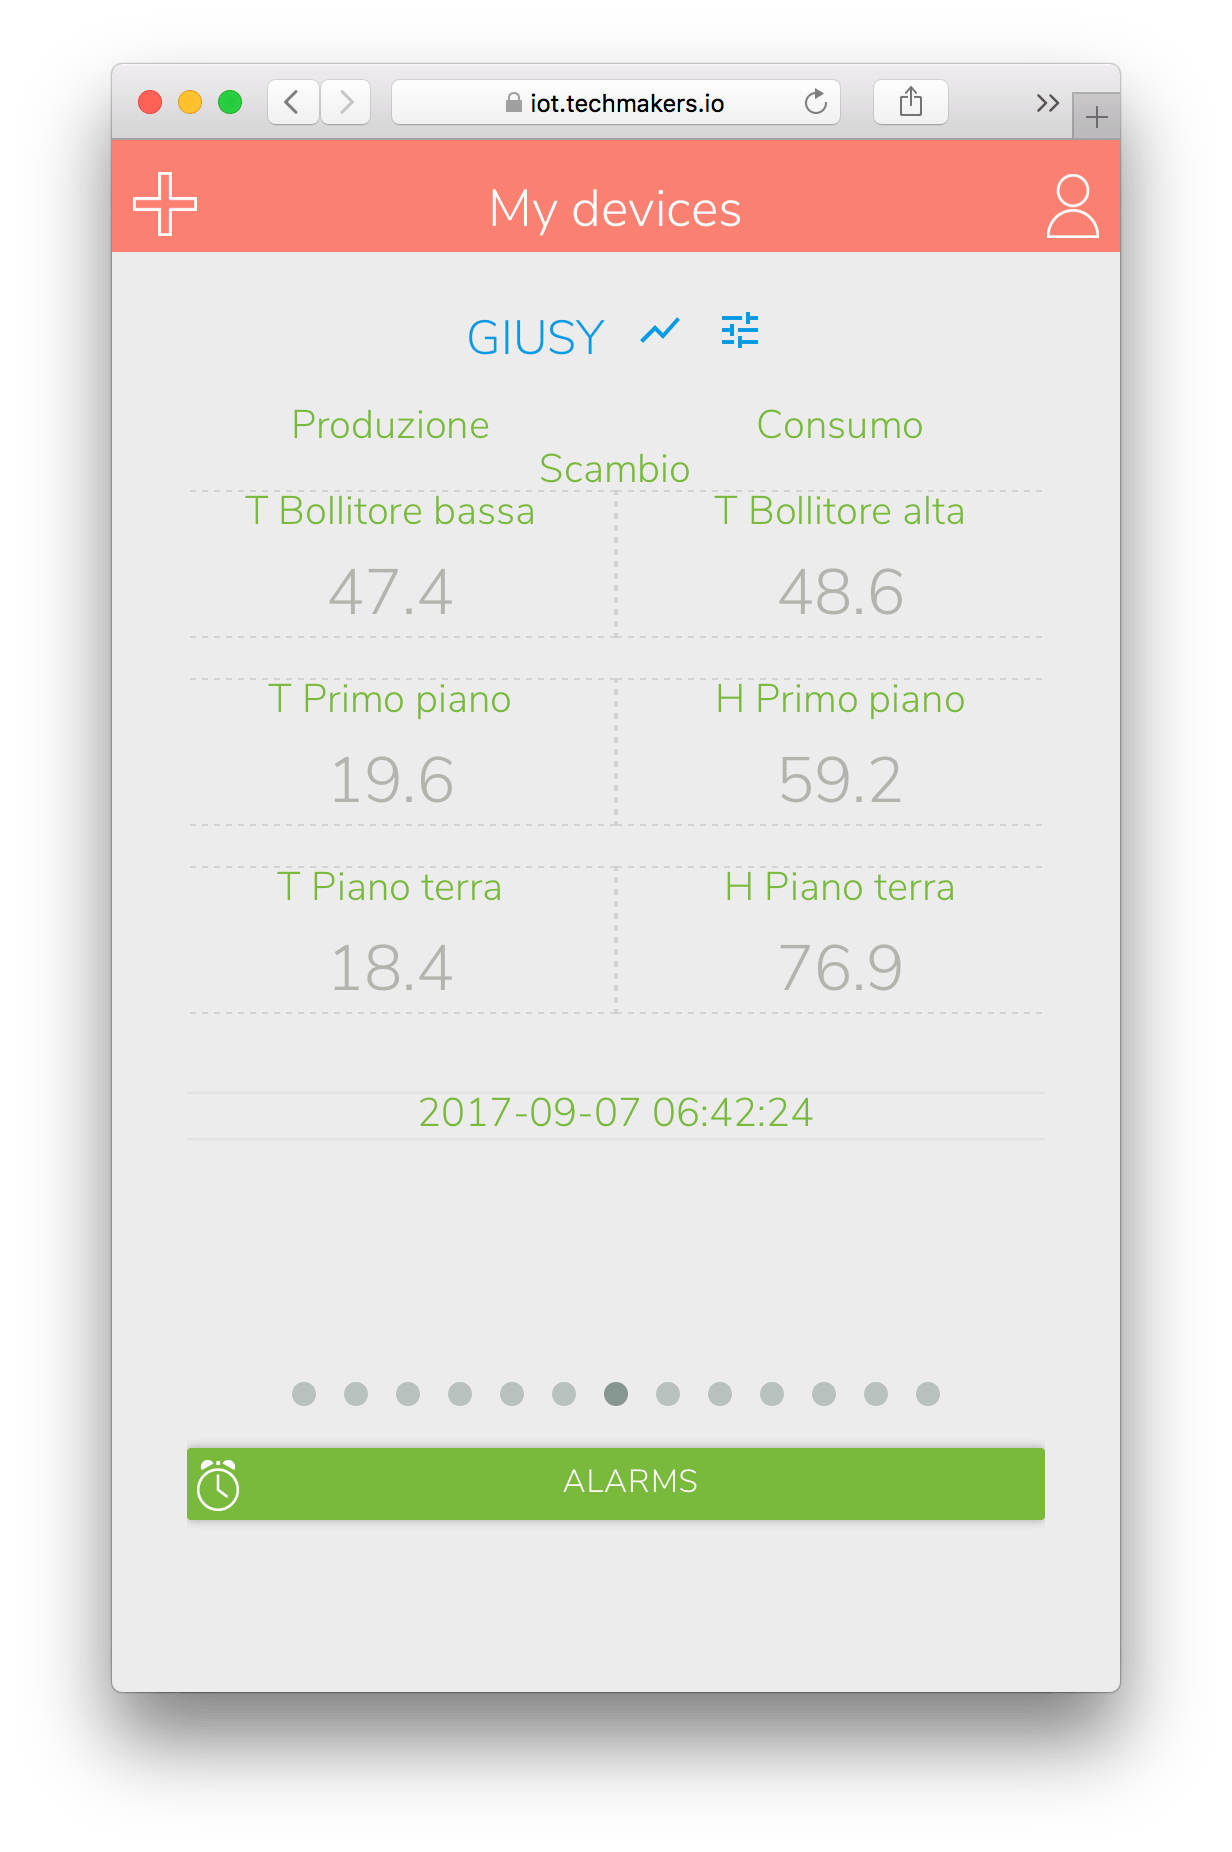 iot.techmakers.io
My devices
GIUSY
Produzione Consumo
Scambio
T Bollitore bassa T Bollitore alta
47.4 48.6
T Primo piano H Primo piano
19.6 59.2
T Piano terra H Piano terra
18.4 76.9
2017-09-07 06:42:24
ALARMS